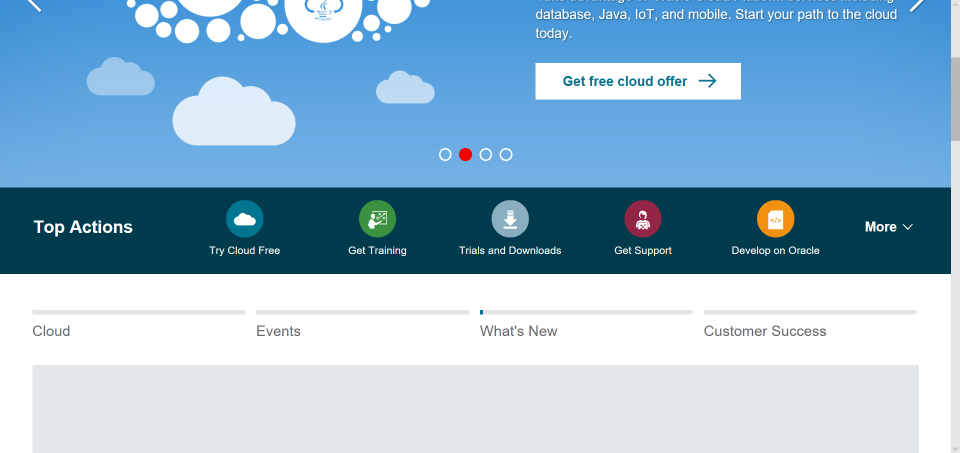 database, Java, IoT, and mobile. Start your path to the cloud
today.
Get free cloud offer
Top Actions
Try Cloud Free
Get Training
Trials and Downloads
Get Support
</>
Develop on Oracle
More
Cloud
Events
What's New
Customer Success